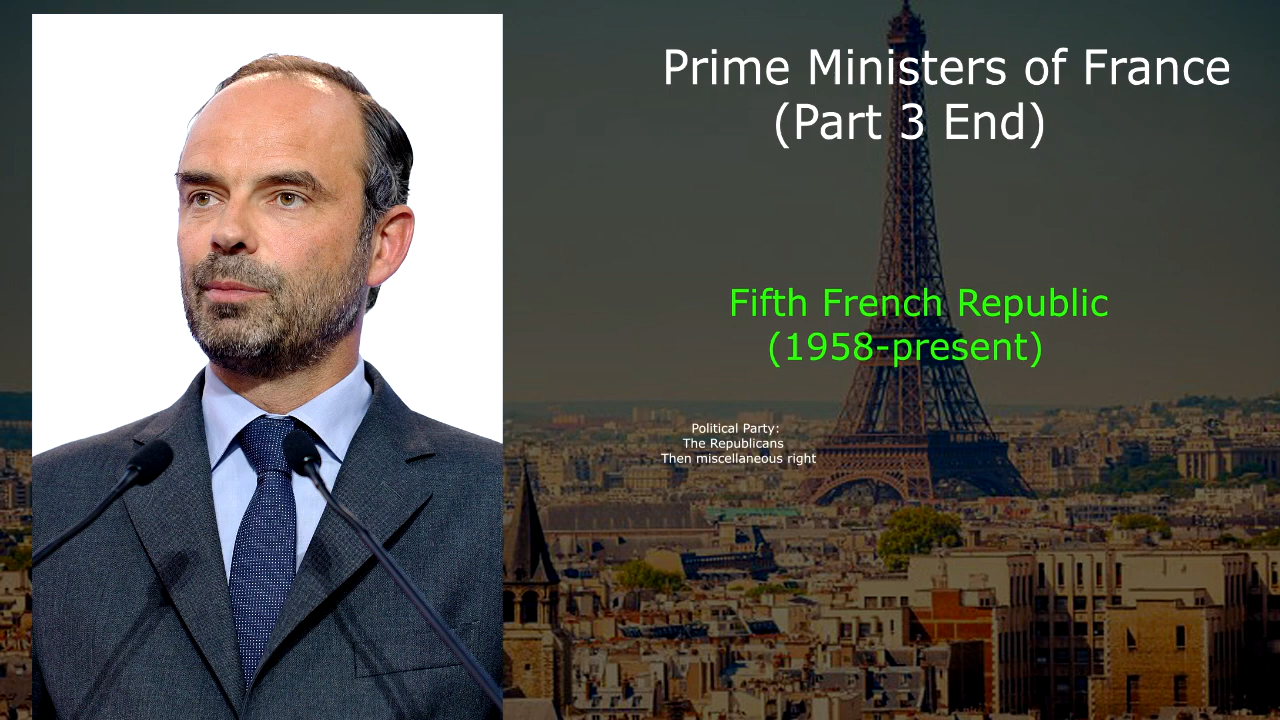 Prime Ministers of France
(Part 3 End)
Fifth French Republic
(1958-present)
Political Party:
The Republicans
Then miscellaneous right